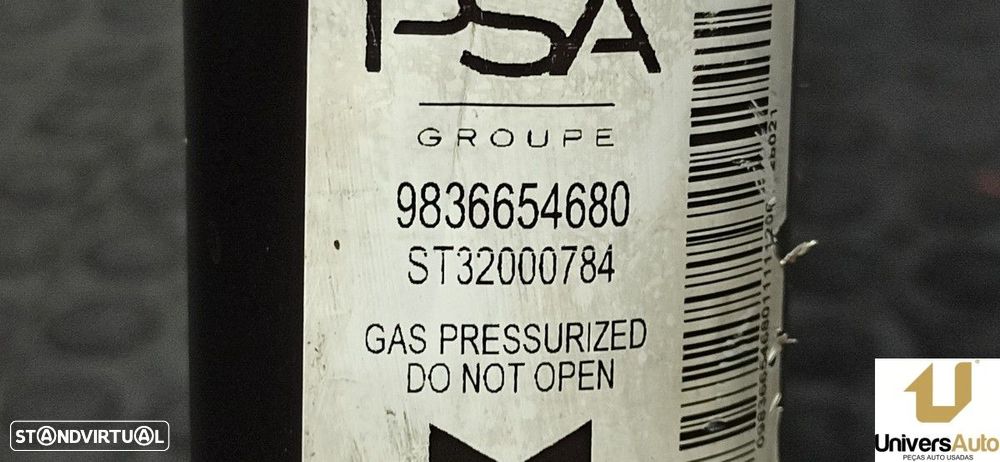 PSA
GROUPE
9836654680
ST32000784
GAS PRESSURIZED
DO NOT OPEN
STANDVIRTUAL
UniversAuto
PEÇAS AUTO USADAS